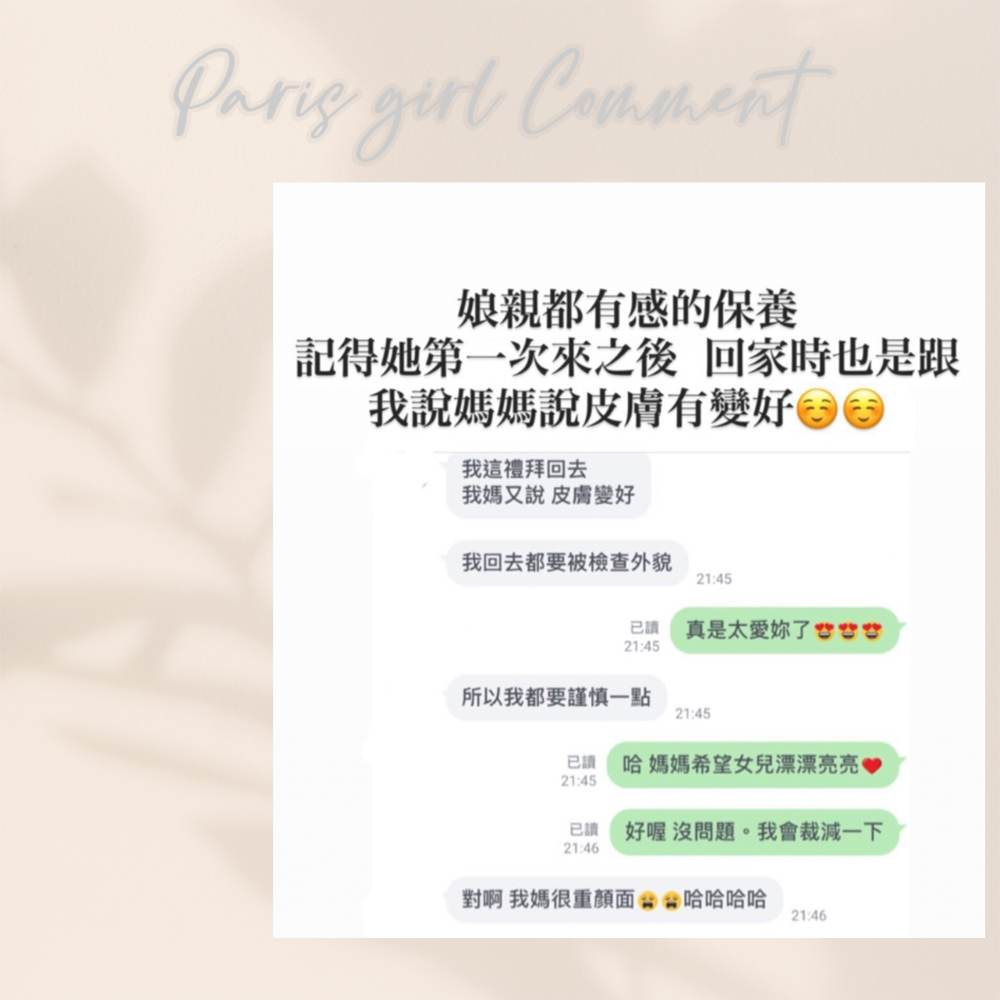 Paris girl Comment
娘親都有感的保養
記得她第一次來之後 回家時也是跟
我說媽媽說皮膚有變好☺️☺️
我這禮拜回去
我媽又說 皮膚變好
我回去都要被檢查外貌
21:45
已讀
21:45
真是太愛妳了😍😍😍
所以我都要謹慎一點
21:45
已讀
21:45
哈 媽媽希望女兒漂漂亮亮❤️
已讀
21:46
好喔 沒問題。我會裁減一下
對啊 我媽很重顏面😩😩哈哈哈哈
21:46